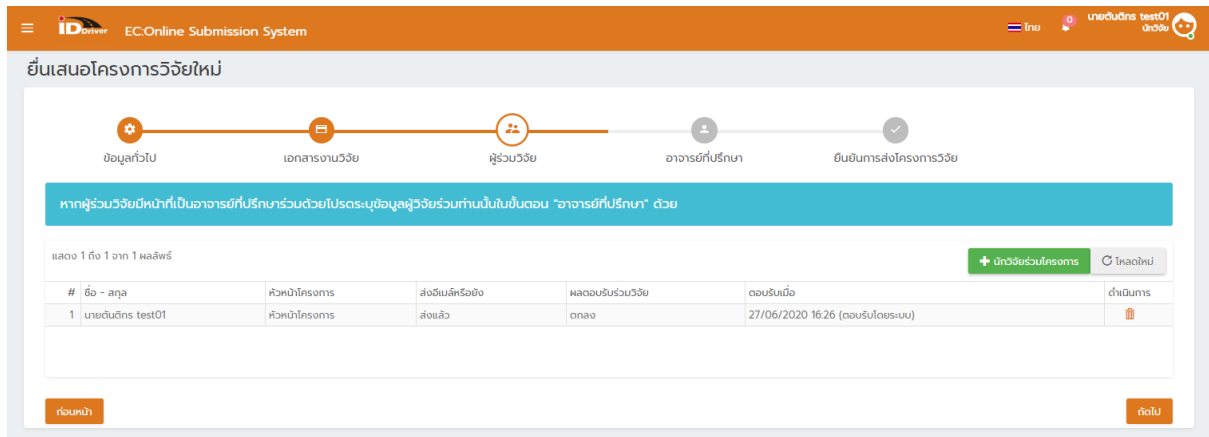 iD Driver EC:Online Submission System ไทย 0 นายตันติกร test01
นักวิจัย
ยื่นเสนอโครงการวิจัยใหม่
ข้อมูลทั่วไป เอกสารงานวิจัย ผู้ร่วมวิจัย อาจารย์ที่ปรึกษา ยืนยันการส่งโครงการวิจัย
หากผู้ร่วมวิจัยมีหน้าที่เป็นอาจารย์ที่ปรึกษาร่วมด้วยโปรดระบุข้อมูลผู้วิจัยร่วมท่านนั้นในขั้นตอน "อาจารย์ที่ปรึกษา" ด้วย
แสดง 1 ถึง 1 จาก 1 ผลลัพธ์ นักวิจัยร่วมโครงการ โหลดใหม่
# ชื่อ - สกุล หัวหน้าโครงการ ส่งอีเมล์หรือยัง ผลตอบรับร่วมวิจัย ตอบรับเมื่อ ดำเนินการ
1 นายตันติกร test01 หัวหน้าโครงการ ส่งแล้ว ตกลง 27/06/2020 16:26 (ตอบรับโดยระบบ)
ก่อนหน้า ถัดไป